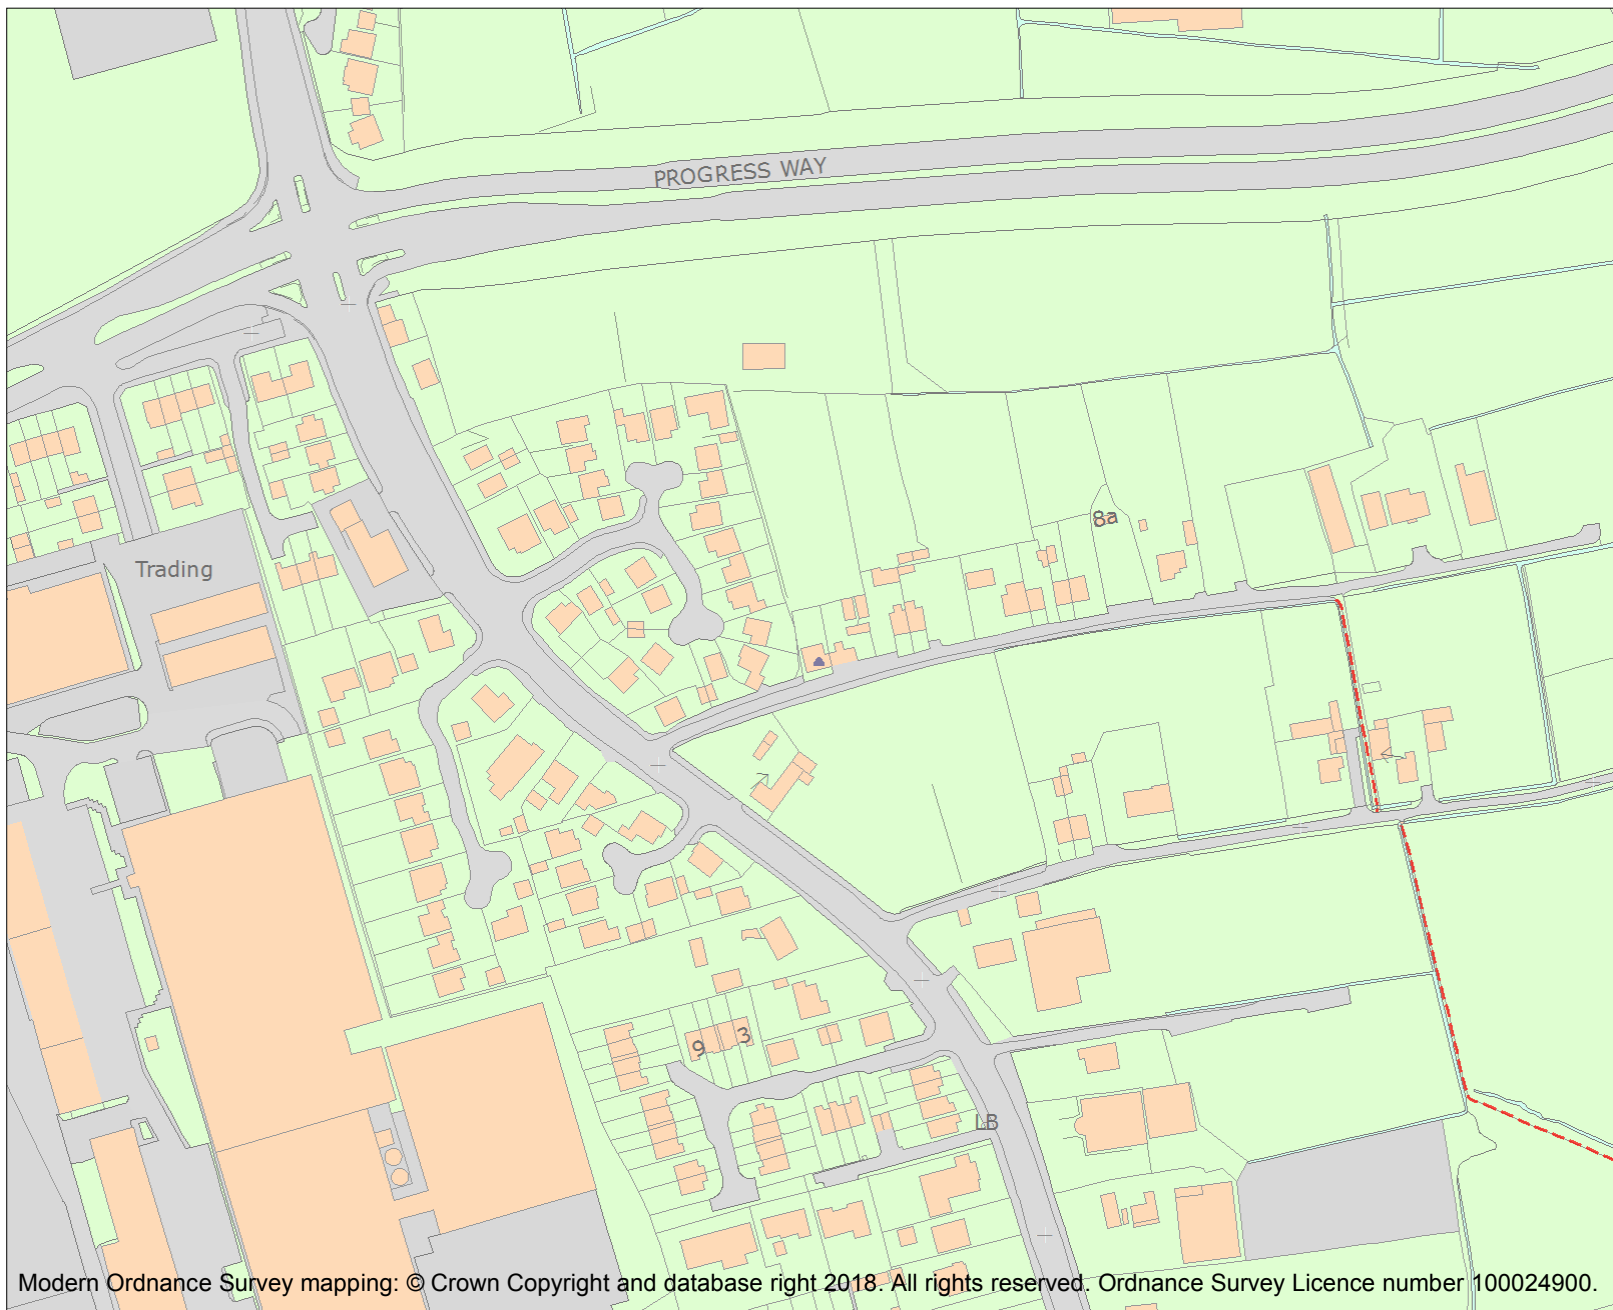 PROGRESS WAY
8a
Trading
3
9
LB
Modern Ordnance Survey mapping: © Crown Copyright and database right 2018. All rights reserved. Ordnance Survey Licence number 100024900.